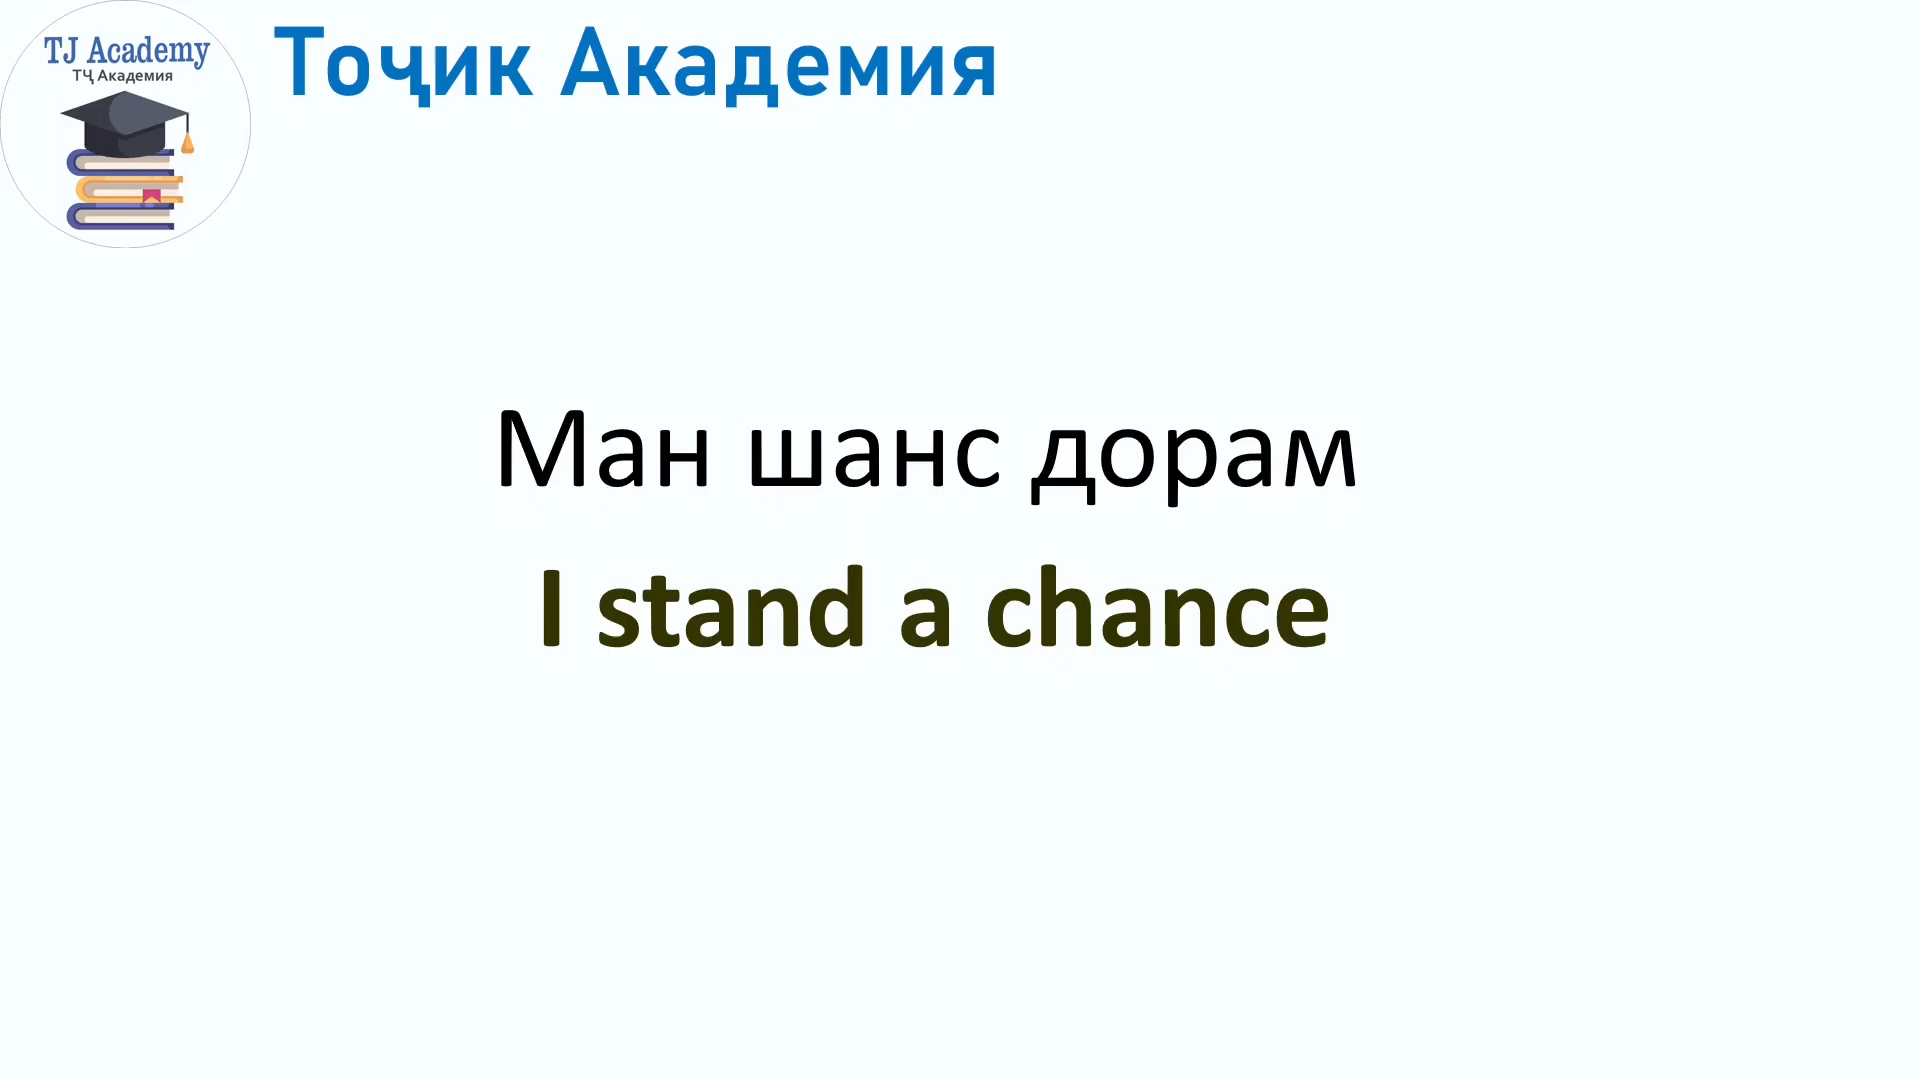 TJ Academy
ТҶ Академия
Тоҷик Академия
Ман шанс дорам
I stand a chance